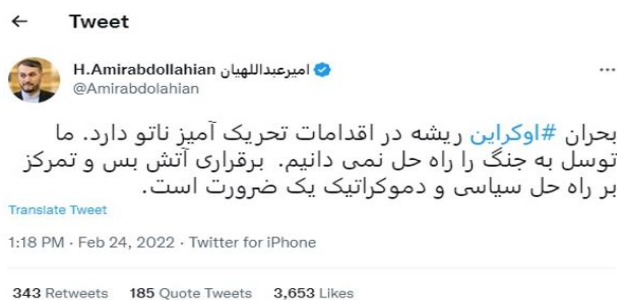 ← Tweet
H.Amirabdollahian امیرعبداللهیان
@Amirabdolahian
بحران #اوکراین ریشه در اقدامات تحریک آمیز ناتو دارد. ما
توسل به جنگ را راه حل نمی دانیم. برقراری آتش بس و تمرکز
بر راه حل سیاسی و دموکراتیک یک ضرورت است.
Translate Tweet
1:18 PM · Feb 24, 2022 · Twitter for iPhone
343 Retweets 185 Quote Tweets 3,653 Likes